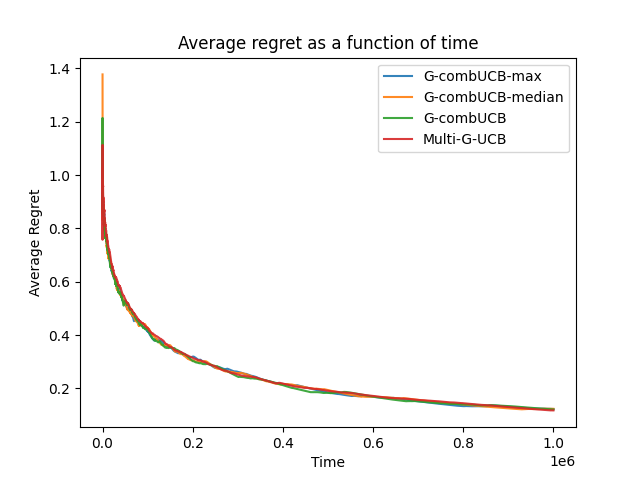 Average regret as a function of time
G-combUCB-max
G-combUCB-median
G-combUCB
Multi-G-UCB
Average Regret
1.4
1.2
1.0
0.8
0.6
0.4
0.2
0.0 0.2 0.4 0.6 0.8 1.0
1e6
Time